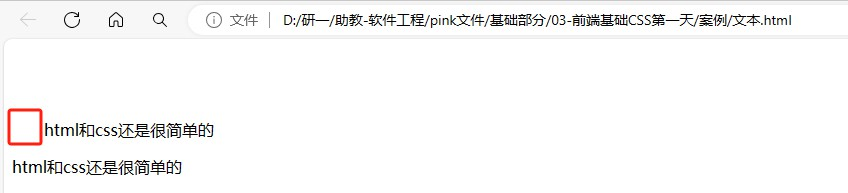 文件 D:/研一/助教-软件工程/pink文件/基础部分/03-前端基础CSS第一天/案例/文本.html
html和css还是很简单的
html和css还是很简单的